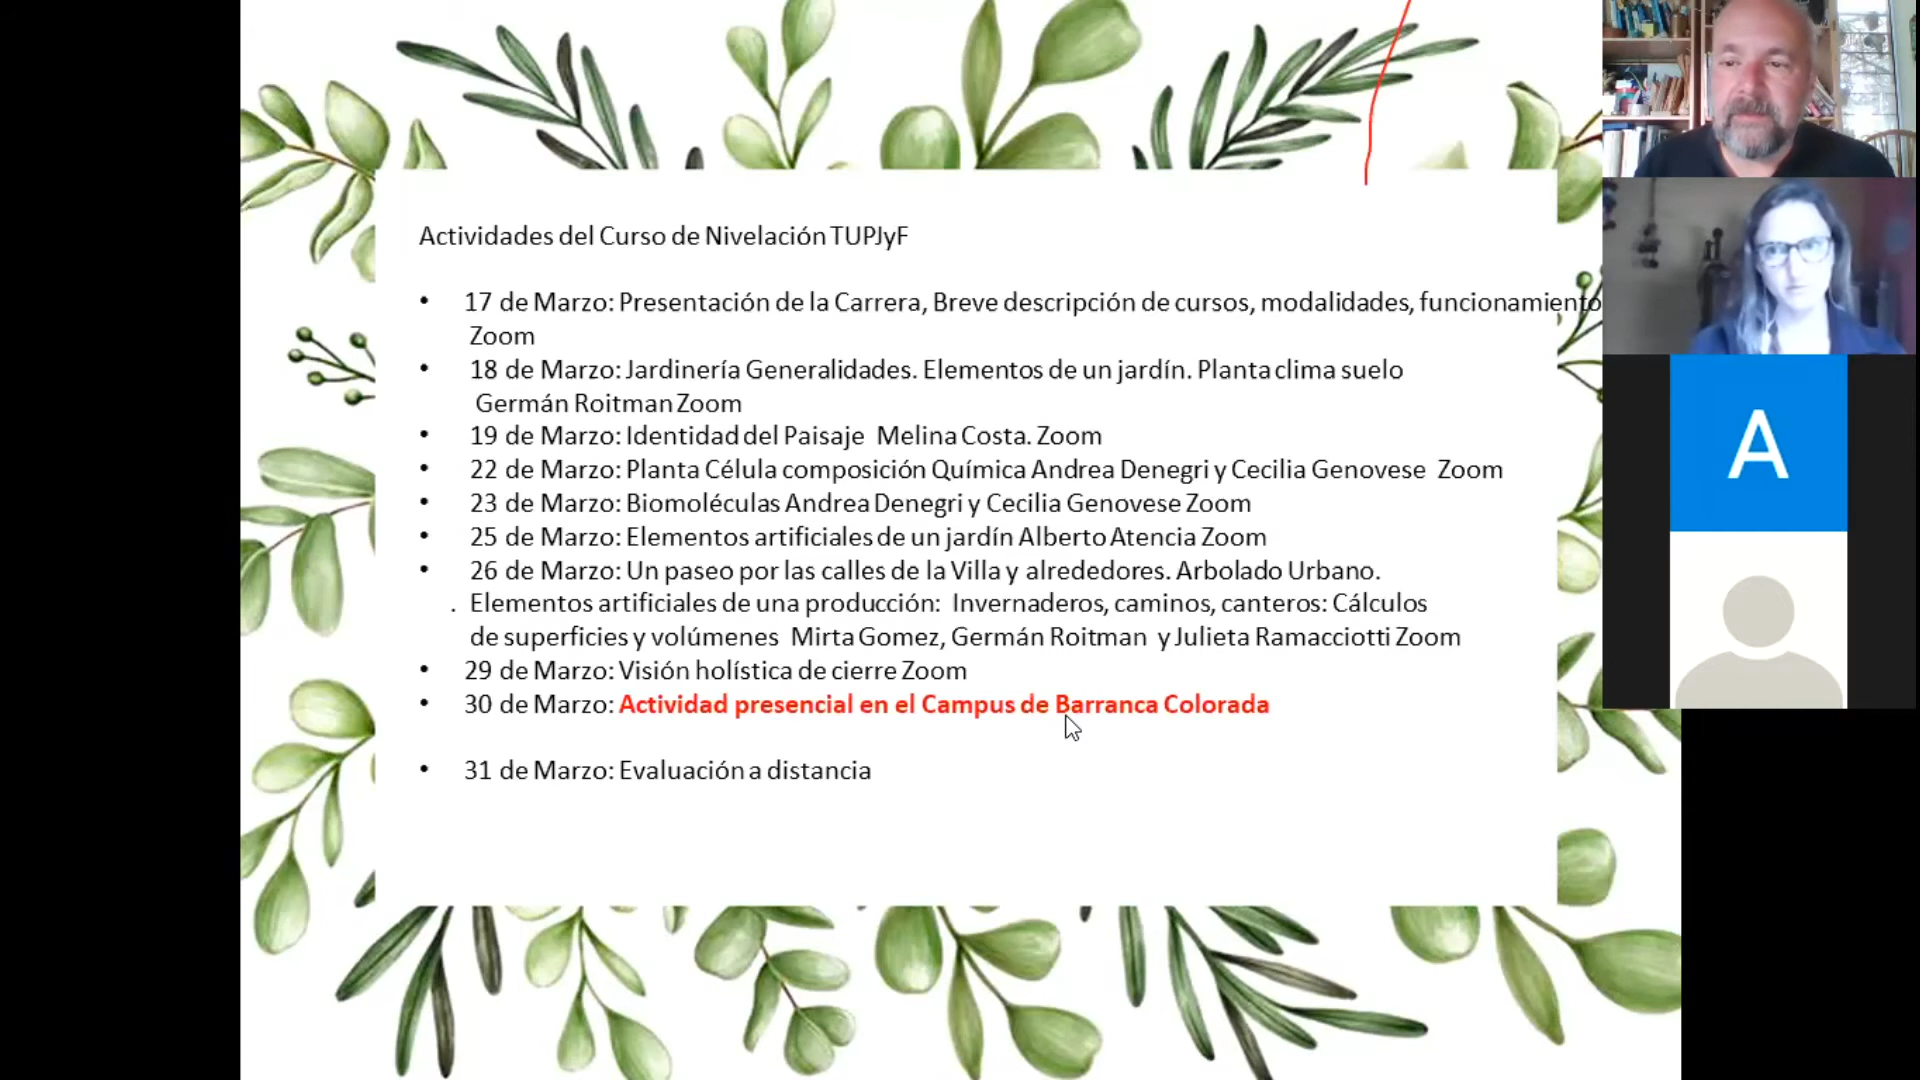 Actividades del Curso de Nivelación TUPJyF
• 17 de Marzo: Presentación de la Carrera, Breve descripción de cursos, modalidades, funcionamiento
Zoom
• 18 de Marzo: Jardinería Generalidades. Elementos de un jardín. Planta clima suelo
Germán Roitman Zoom
• 19 de Marzo: Identidad del Paisaje Melina Costa. Zoom
• 22 de Marzo: Planta Célula composición Química Andrea Denegri y Cecilia Genovese Zoom
• 23 de Marzo: Biomoléculas Andrea Denegri y Cecilia Genovese Zoom
• 25 de Marzo: Elementos artificiales de un jardín Alberto Atencia Zoom
• 26 de Marzo: Un paseo por las calles de la Villa y alrededores. Arbolado Urbano.
. Elementos artificiales de una producción: Invernaderos, caminos, canteros: Cálculos
de superficies y volúmenes Mirta Gomez, Germán Roitman y Julieta Ramacciotti Zoom
• 29 de Marzo: Visión holística de cierre Zoom
• 30 de Marzo: Actividad presencial en el Campus de Barranca Colorada
• 31 de Marzo: Evaluación a distancia
A